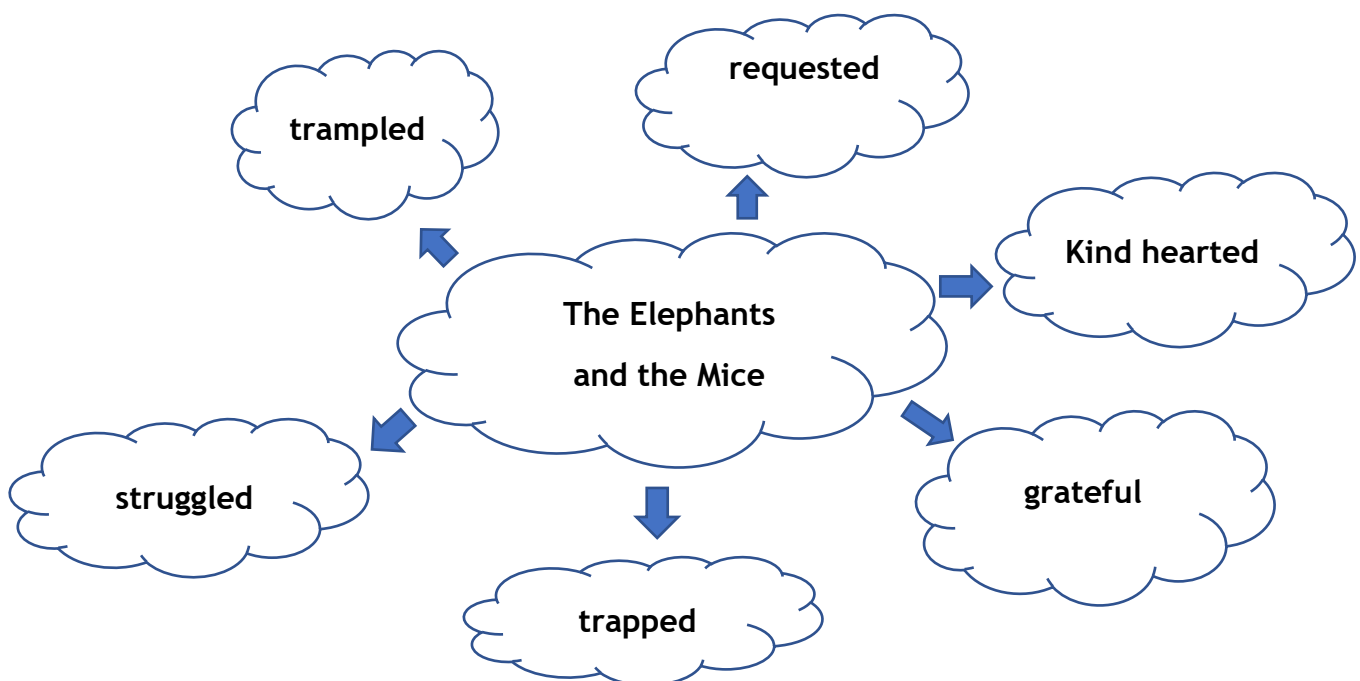 requested
trampled
Kind hearted
The Elephants
and the Mice
struggled
grateful
trapped